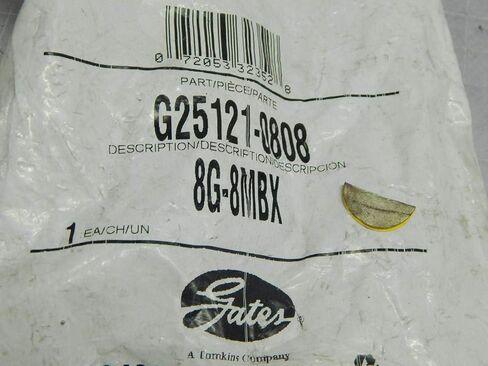 0 72053 32352 8
PART/PIÈCE/PARTE
G25121-0808
DESCRIPTION/DESCRIPTION/DESCRIPCIÓN
8G-8MBX
1 EA/CH/UN
Gates
A Tomkins Company